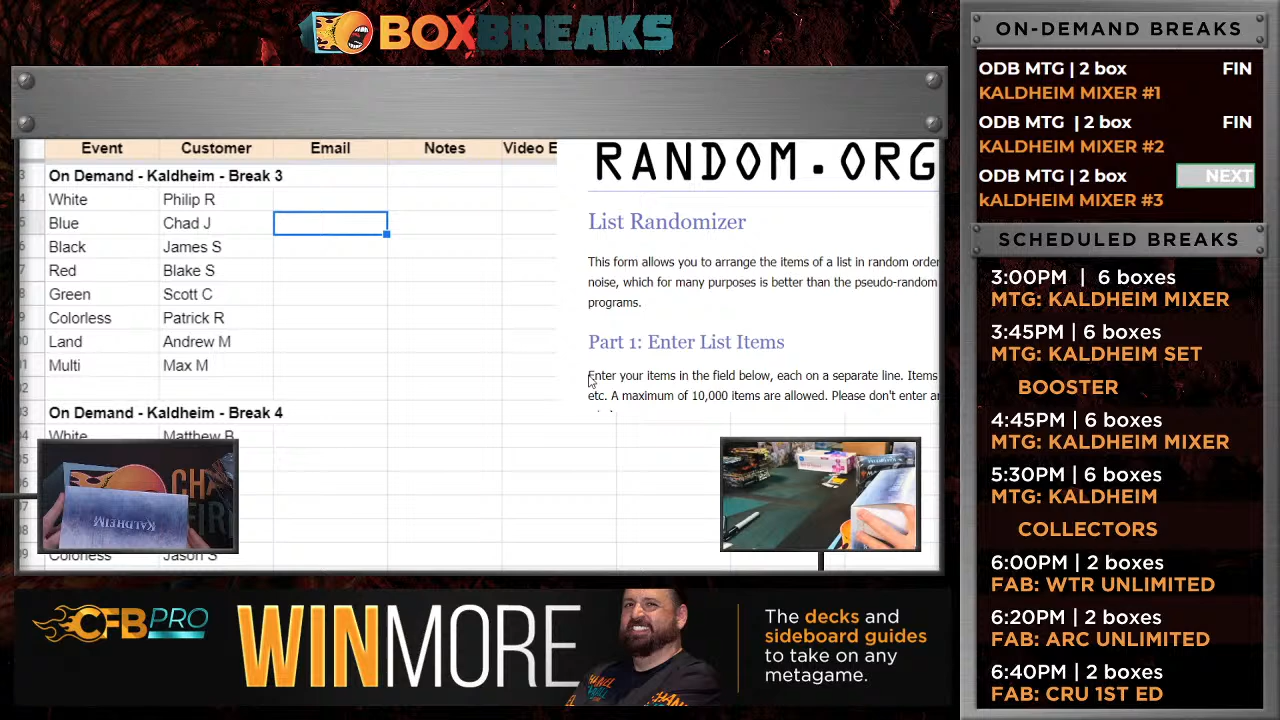 BOXBREAKS
Event Customer Email Notes Video E
On Demand - Kaldheim - Break 3
White Philip R
Blue Chad J
Black James S
Red Blake S
Green Scott C
Colorless Patrick R
Land Andrew M
Multi Max M
On Demand - Kaldheim - Break 4
White Matthew B
Colorless Jason S
RANDOM.ORG
List Randomizer
This form allows you to arrange the items of a list in random order
noise, which for many purposes is better than the pseudo-random
programs.
Part 1: Enter List Items
Enter your items in the field below, each on a separate line. Items
etc. A maximum of 10,000 items are allowed. Please don't enter an
KALDHEIM
CFBPRO
WINMORE
The decks and
sideboard guides
to take on any
metagame.
ON-DEMAND BREAKS
ODB MTG | 2 box FIN
KALDHEIM MIXER #1
ODB MTG | 2 box FIN
KALDHEIM MIXER #2
ODB MTG | 2 box NEXT
kALDHEIM MIXER #3
SCHEDULED BREAKS
3:00PM | 6 boxes
MTG: KALDHEIM MIXER
3:45PM | 6 boxes
MTG: KALDHEIM SET
BOOSTER
4:45PM | 6 boxes
MTG: KALDHEIM MIXER
5:30PM | 6 boxes
MTG: KALDHEIM
COLLECTORS
6:00PM | 2 boxes
FAB: WTR UNLIMITED
6:20PM | 2 boxes
FAB: ARC UNLIMITED
6:40PM | 2 boxes
FAB: CRU 1ST ED